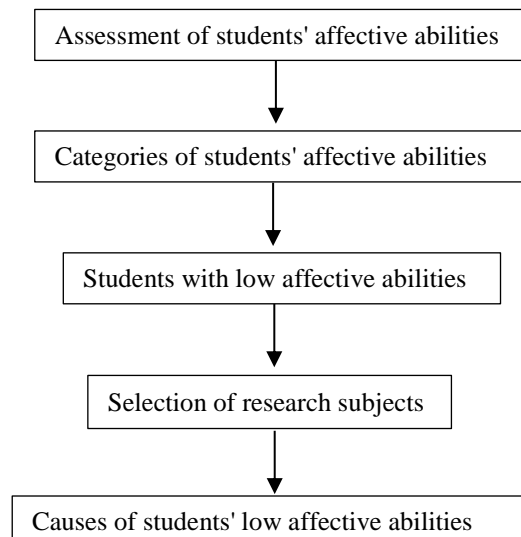 Assessment of students' affective abilities
Categories of students' affective abilities
Students with low affective abilities
Selection of research subjects
Causes of students' low affective abilities